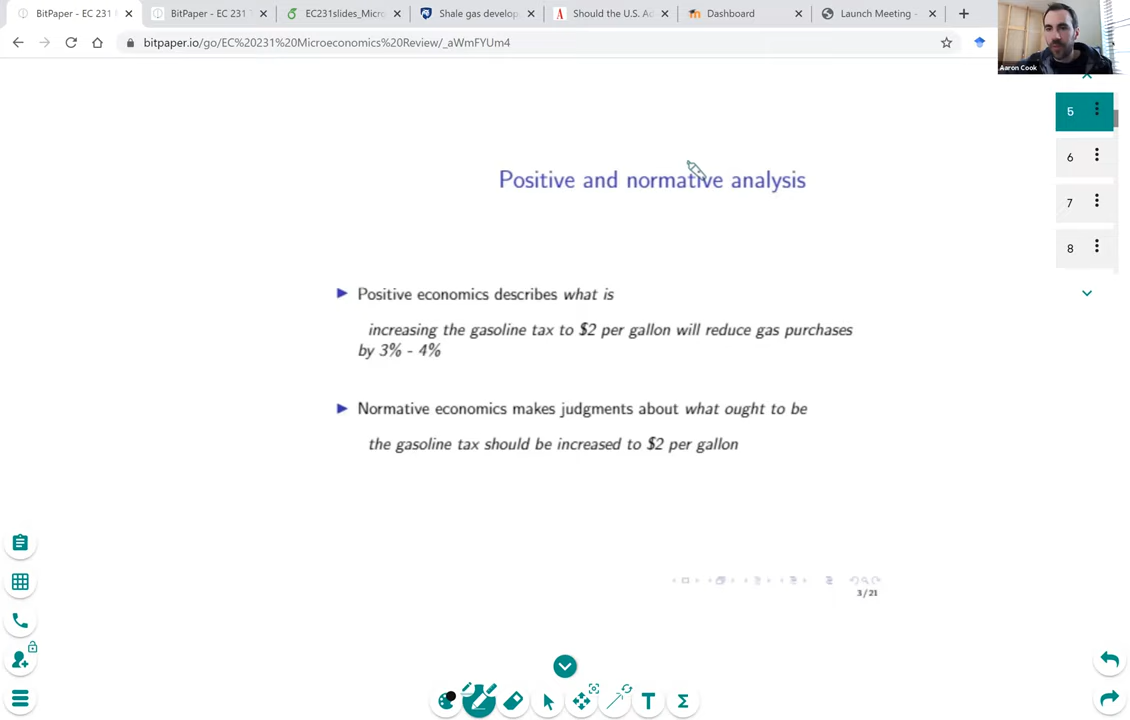 BitPaper - EC 231
BitPaper - EC 231
EC231slides_Micro
Shale gas develop
Should the U.S. A
Dashboard
Launch Meeting -
bitpaper.io/go/EC%20231%20Microeconomics%20Review/_aWmFYUm4
Aaron Cook
5
6
7
8
Positive and normative analysis
Positive economics describes what is
increasing the gasoline tax to $2 per gallon will reduce gas purchases
by 3% - 4%
Normative economics makes judgments about what ought to be
the gasoline tax should be increased to $2 per gallon
3 / 21
T
Σ